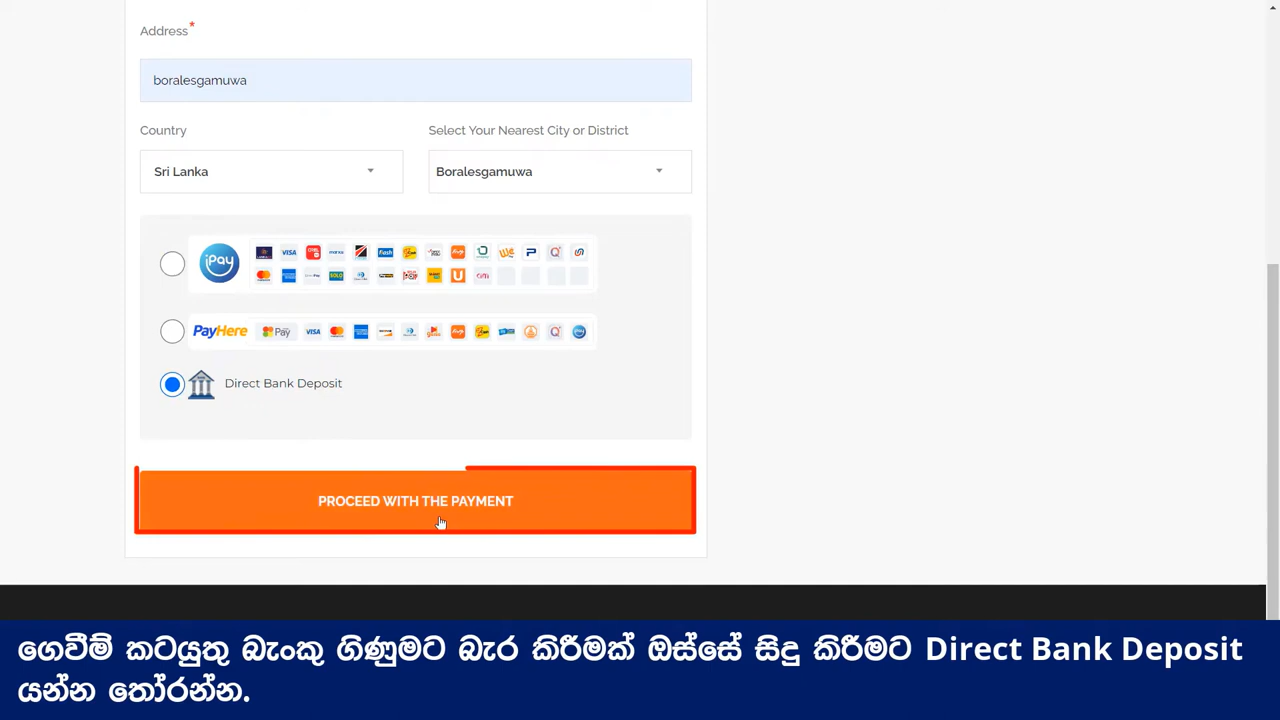 Address*
boralesgamuwa
Country
Select Your Nearest City or District
Sri Lanka
Boralesgamuwa
iPay
VISA
PayHere
G Pay
VISA
Direct Bank Deposit
PROCEED WITH THE PAYMENT
ගෙවීම් කටයුතු බැංකු ගිණුමට බැර කිරීමක් ඔස්සේ සිදු කිරීමට Direct Bank Deposit
යන්න තෝරන්න.